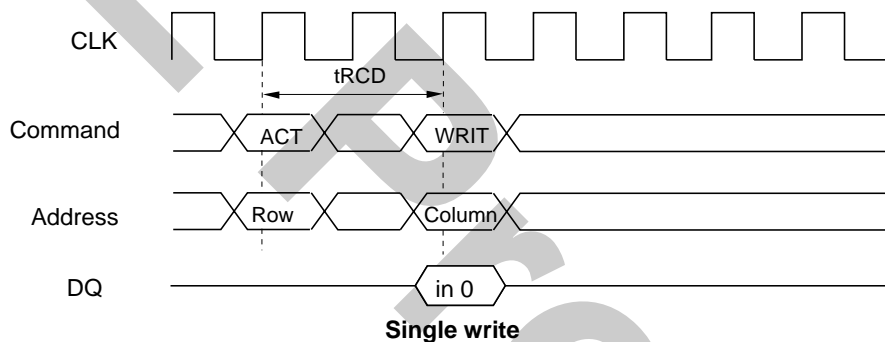 CLK
tRCD
Command ACT WRIT
Address Row Column
DQ in 0
Single write